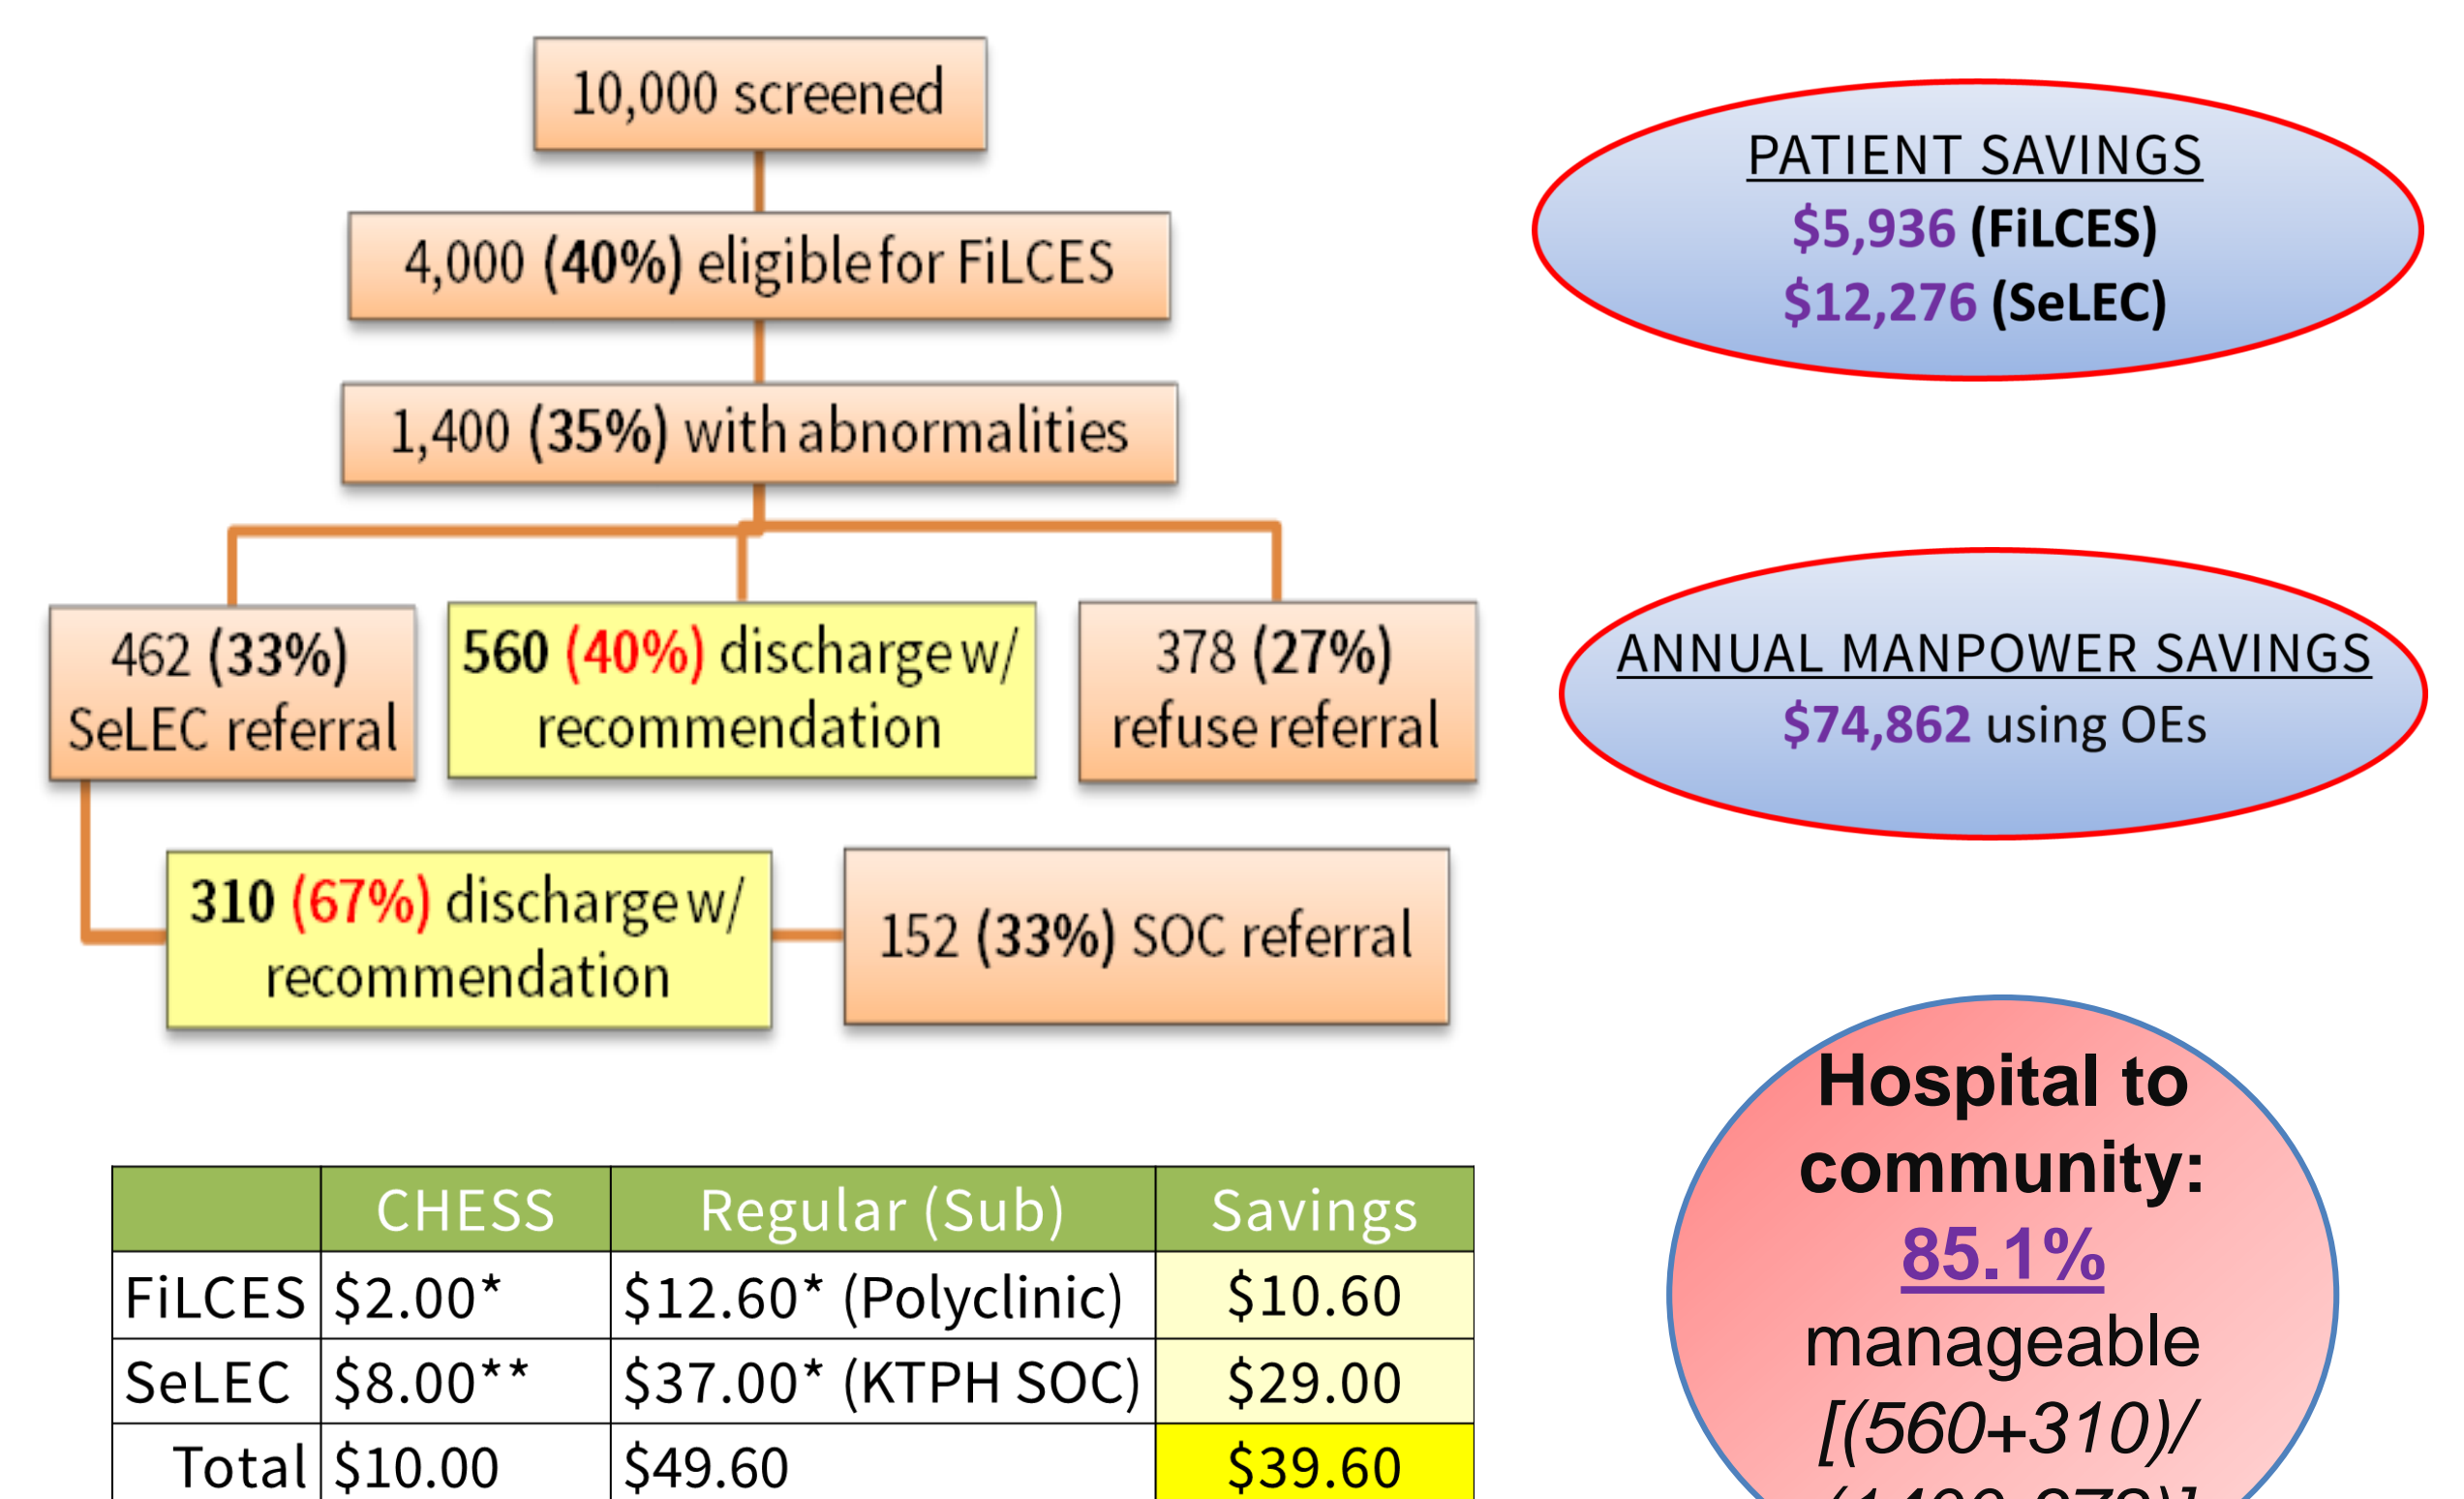 10,000 screened
4,000 (40%) eligible for FiLCES
1,400 (35%) with abnormalities
462 (33%)
SeLEC referral
560 (40%) discharge w/
recommendation
378 (27%)
refuse referral
310 (67%) discharge w/
recommendation
152 (33%) SOC referral
PATIENT SAVINGS
$5,936 (FiLCES)
$12,276 (SeLEC)
ANNUAL MANPOWER SAVINGS
$74,862 using OEs
Hospital to
community:
85.1%
manageable
[(560+310)/
CHESS Regular (Sub) Savings
FiLCES $2.00* $12.60* (Polyclinic) $10.60
SeLEC $8.00** $37.00* (KTPH SOC) $29.00
Total $10.00 $49.60 $39.60